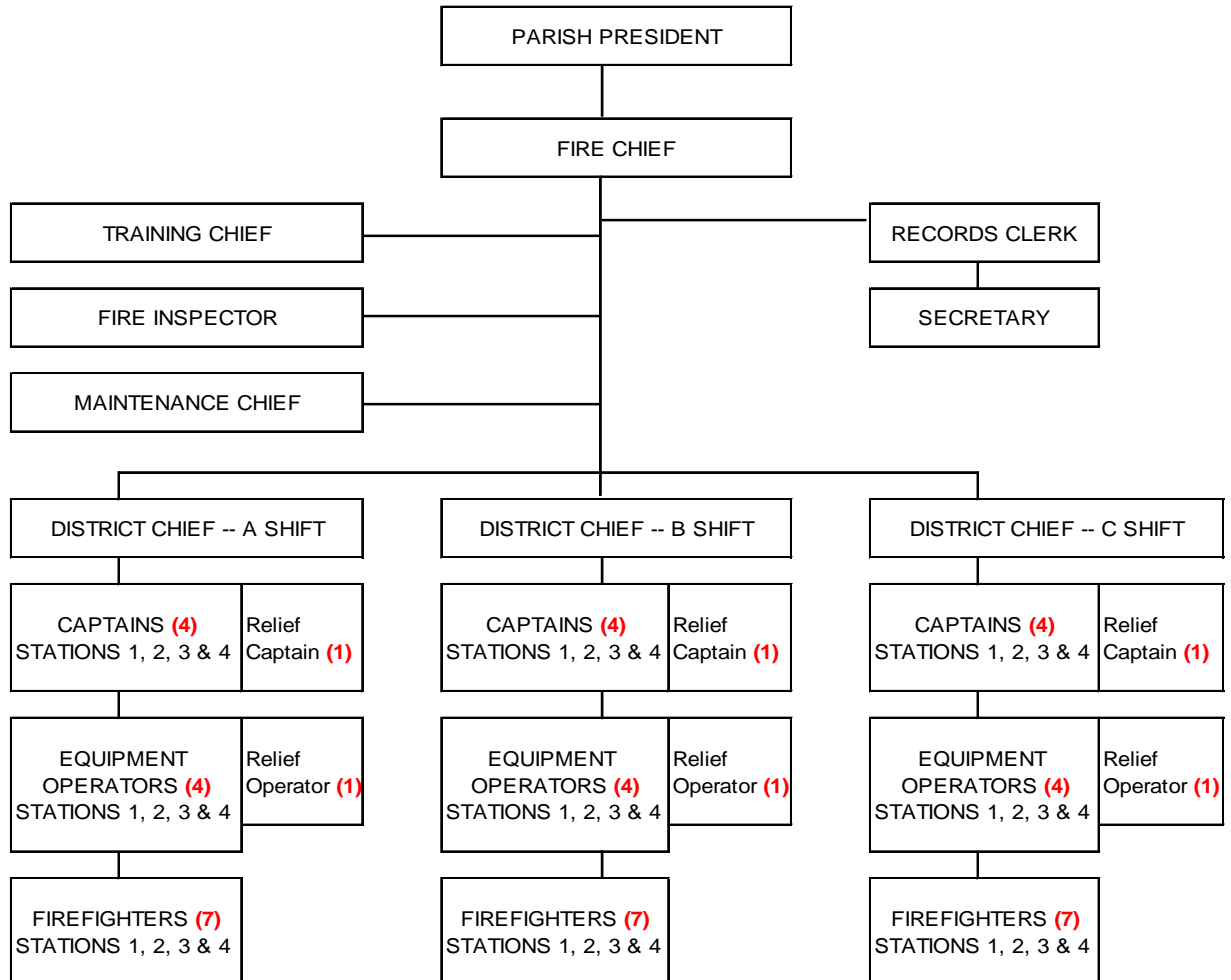 PARISH PRESIDENT
FIRE CHIEF
TRAINING CHIEF
RECORDS CLERK
FIRE INSPECTOR
SECRETARY
MAINTENANCE CHIEF
DISTRICT CHIEF -- A SHIFT
DISTRICT CHIEF -- B SHIFT
DISTRICT CHIEF -- C SHIFT
CAPTAINS (4)
STATIONS 1, 2, 3 & 4
Relief
Captain (1)
CAPTAINS (4)
STATIONS 1, 2, 3 & 4
Relief
Captain (1)
CAPTAINS (4)
STATIONS 1, 2, 3 & 4
Relief
Captain (1)
EQUIPMENT
OPERATORS (4)
STATIONS 1, 2, 3 & 4
Relief
Operator (1)
EQUIPMENT
OPERATORS (4)
STATIONS 1, 2, 3 & 4
Relief
Operator (1)
EQUIPMENT
OPERATORS (4)
STATIONS 1, 2, 3 & 4
Relief
Operator (1)
FIREFIGHTERS (7)
STATIONS 1, 2, 3 & 4
FIREFIGHTERS (7)
STATIONS 1, 2, 3 & 4
FIREFIGHTERS (7)
STATIONS 1, 2, 3 & 4